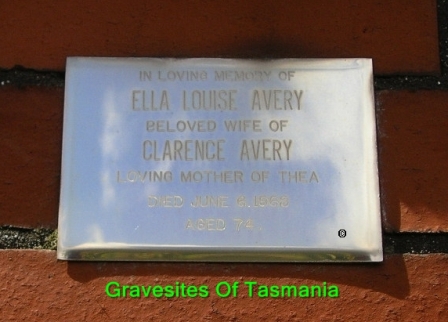 IN LOVING MEMORY OF
ELLA LOUISE AVERY
BELOVED WIFE OF
CLARENCE AVERY
LOVING MOTHER OF THEA
DIED JUNE
AGED 74
Gravesites Of Tasmania